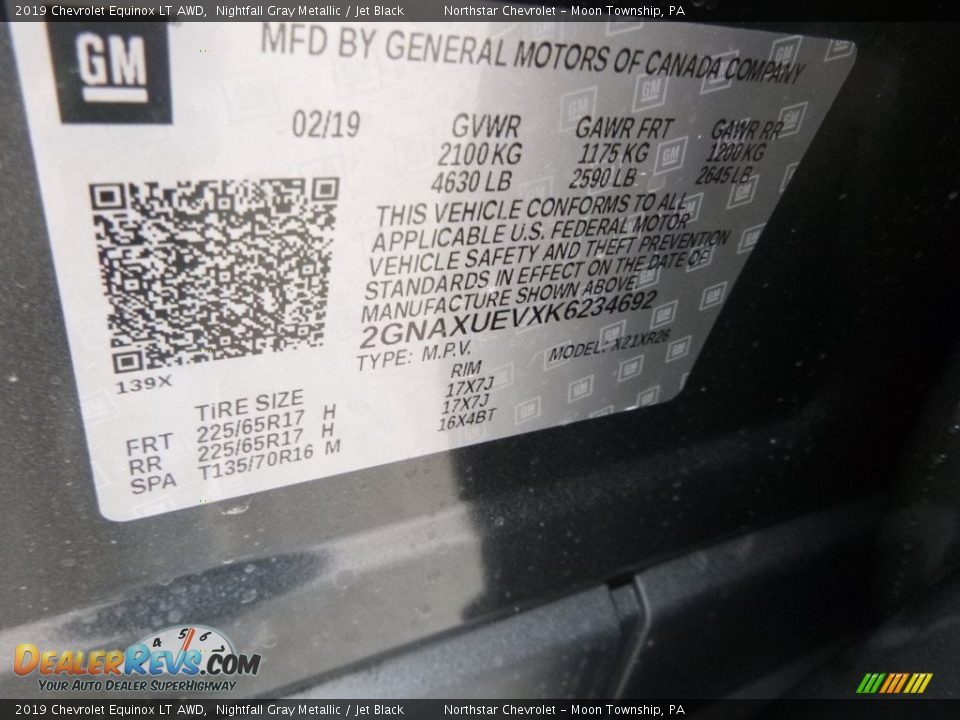 2019 Chevrolet Equinox LT AWD, Nightfall Gray Metallic / Jet Black Northstar Chevrolet - Moon Township, PA
GM
MFD BY GENERAL MOTORS OF CANADA COMPANY
02/19 GVWR GAWR FRT GAWR RR
2100 KG 1175 KG 1200 KG
4630 LB 2590 LB 2645 LB
THIS VEHICLE CONFORMS TO ALL
APPLICABLE U.S. FEDERAL MOTOR
VEHICLE SAFETY AND THEFT PREVENTION
STANDARDS IN EFFECT ON THE DATE OF
MANUFACTURE SHOWN ABOVE
2GNAXUEVXK6234692
TYPE: M.P.V. MODEL: X21XR26
139X
TIRE SIZE RIM
FRT 225/65R17 H 17X7J
RR 225/65R17 H 17X7J
SPA T135/70R16 M 16X4BT
4 5 6
DEALERREVS.COM
YOUR AUTO DEALER SUPERHIGHWAY
2019 Chevrolet Equinox LT AWD, Nightfall Gray Metallic / Jet Black Northstar Chevrolet - Moon Township, PA